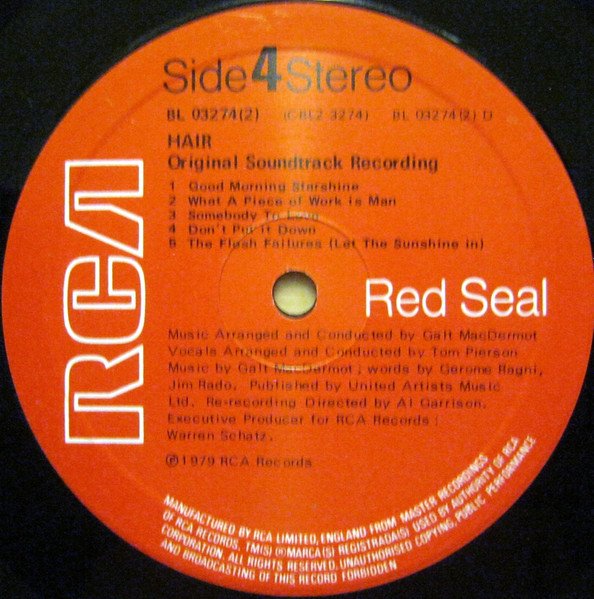 Side 4 Stereo
BL 03274(2) (CBL2 3274) BL 03274(2) D
HAIR
Original Soundtrack Recording
1 Good Morning Starshine
2 What A Piece of Work is Man
3 Somebody To Love
4 Don't Put it Down
5 The Flesh Failures (Let The Sunshine in)
RCA
Red Seal
Music Arranged and Conducted by Galt MacDermot
Vocals Arranged and Conducted by Tom Pierson
Music by Galt MacDermot; words by Gerome Ragni,
Jim Rado. Published by United Artists Music
Ltd. Re-recording Directed by Al Garrison.
Executive Producer for RCA Records:
Warren Schatz.
℗1979 RCA Records
MANUFACTURED BY RCA LIMITED, ENGLAND FROM MASTER RECORDINGS
OF RCA RECORDS. TM(S) ® MARCA(S) REGISTRADA(S) USED BY AUTHORITY OF RCA
CORPORATION. ALL RIGHTS RESERVED. UNAUTHORISED COPYING, PUBLIC PERFORMANCE
AND BROADCASTING OF THIS RECORD FORBIDDEN